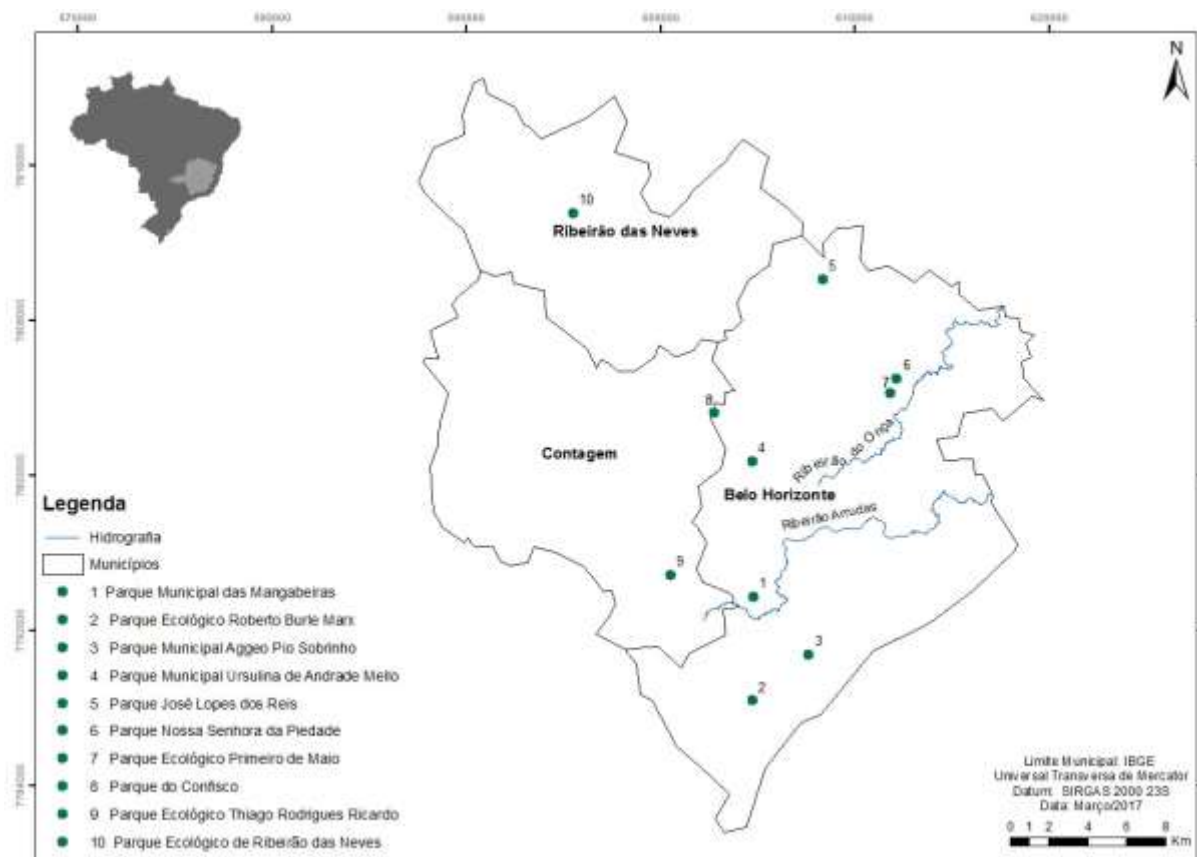 N
10
Ribeirão das Neves
5
6
7
8
Ribeirão do Onça
Contagem
4
Belo Horizonte
Ribeirão Arrudas
9
1
3
2
Legenda
Hidrografia
Municípios
1 Parque Municipal das Mangabeiras
2 Parque Ecológico Roberto Burle Marx
3 Parque Municipal Aggeo Pio Sobrinho
4 Parque Municipal Ursulina de Andrade Mello
5 Parque José Lopes dos Reis
6 Parque Nossa Senhora da Piedade
7 Parque Ecológico Primeiro de Maio
8 Parque do Confisco
9 Parque Ecológico Thiago Rodrigues Ricardo
10 Parque Ecológico de Ribeirão das Neves
Limite Municipal: IBGE
Universal Transversa de Mercator
Datum: SIRGAS 2000 23S
Data: Março/2017
0 1 2 4 6 8
Km